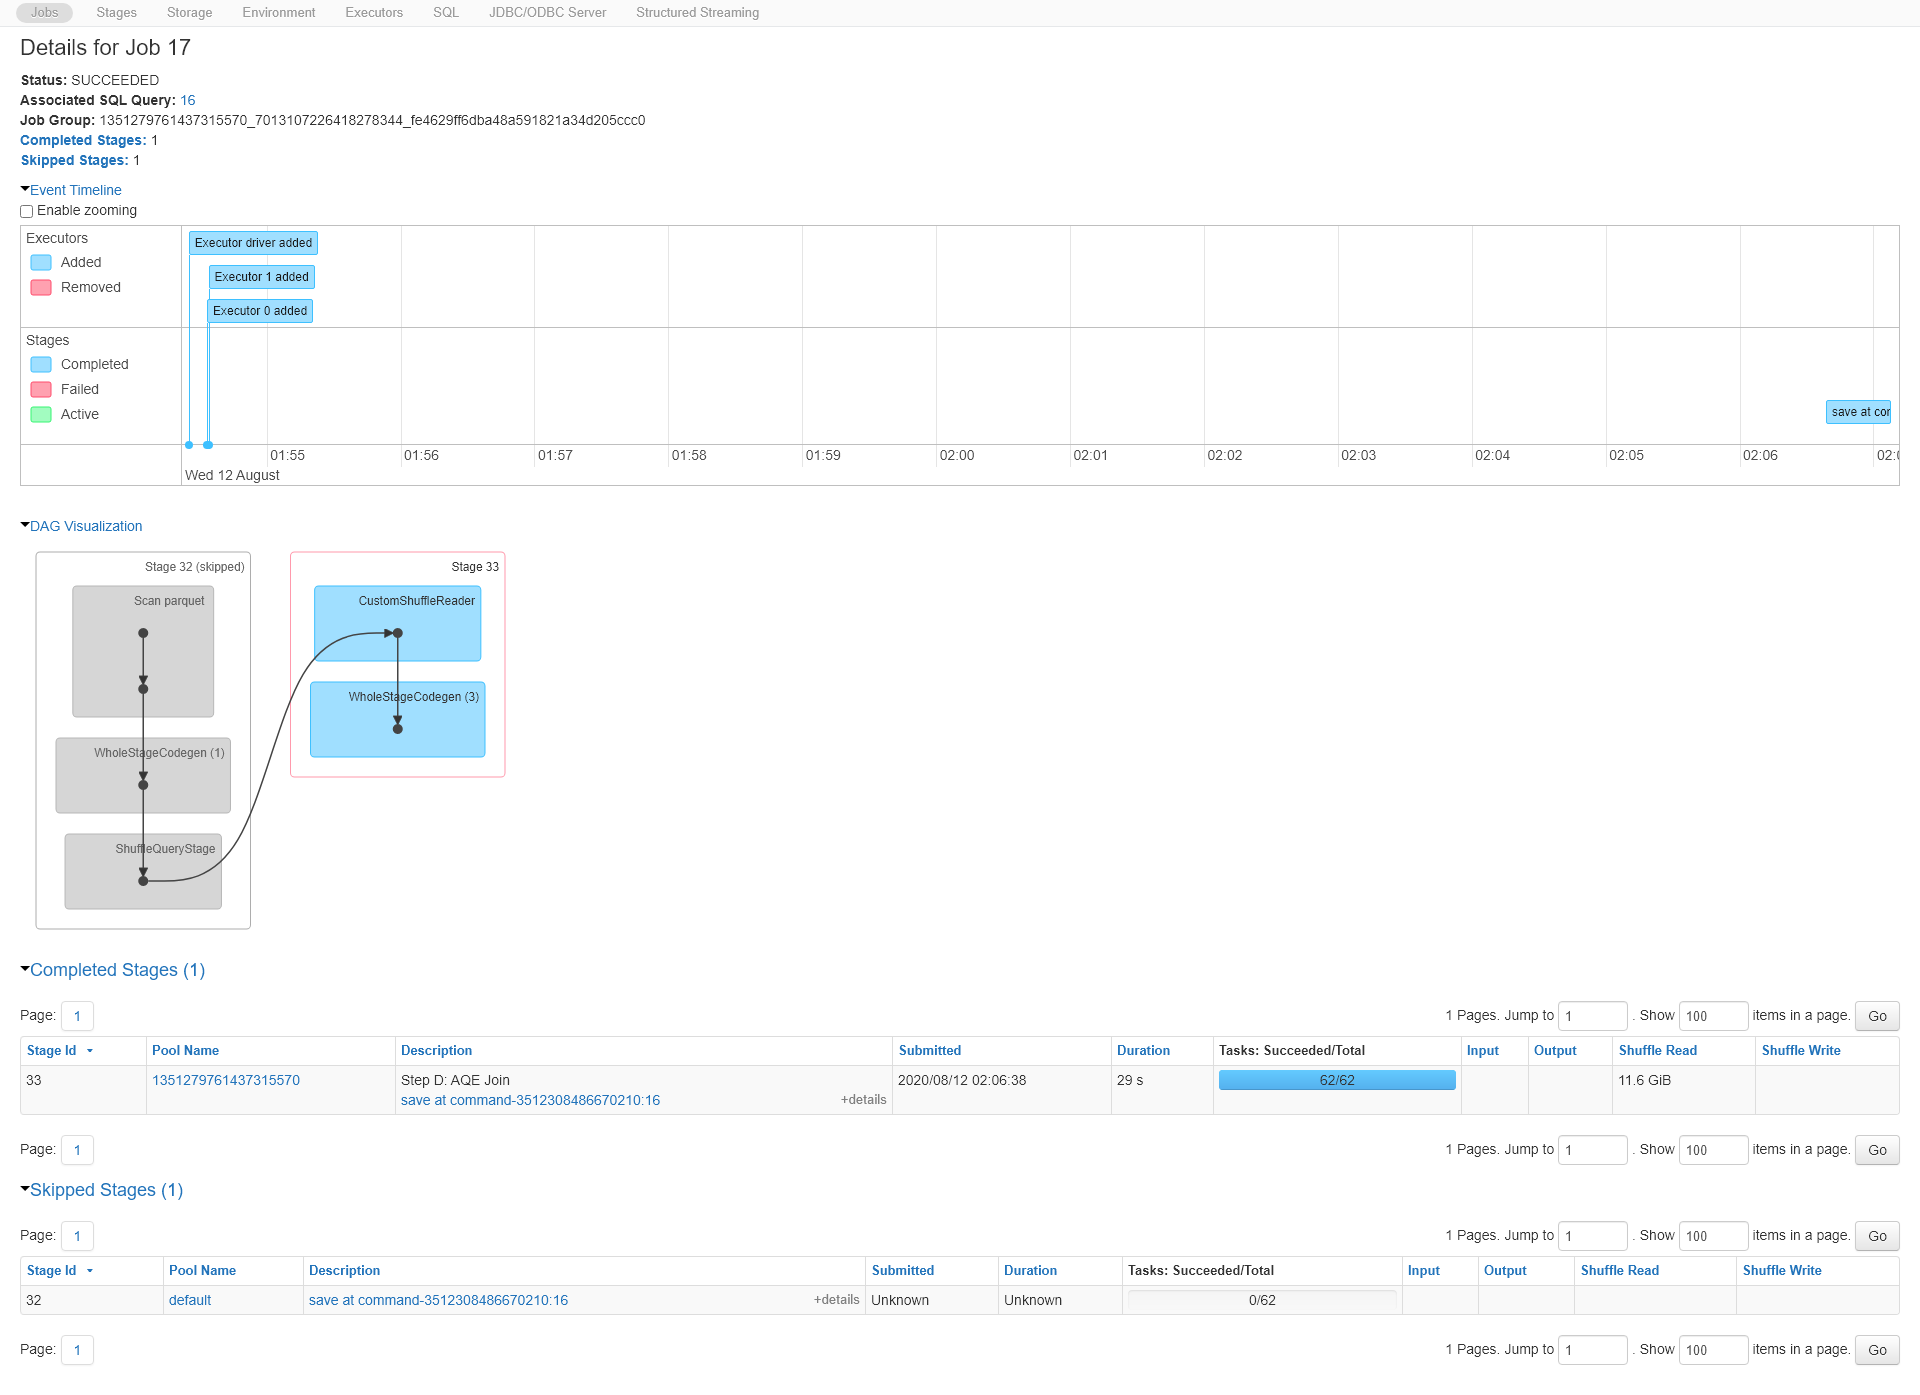 Jobs Stages Storage Environment Executors SQL JDBC/ODBC Server Structured Streaming
Details for Job 17
Status: SUCCEEDED
Associated SQL Query: 16
Job Group: 1351279761437315570_7013107226418278344_fe4629ff6dba48a591821a34d205ccc0
Completed Stages: 1
Skipped Stages: 1
Event Timeline
Enable zooming
Executors
Added
Removed
Executor driver added
Executor 1 added
Executor 0 added
Stages
Completed
Failed
Active
save at cor
01:55 01:56 01:57 01:58 01:59 02:00 02:01 02:02 02:03 02:04 02:05 02:06 02:0
Wed 12 August
DAG Visualization
Stage 32 (skipped)
Scan parquet
WholeStageCodegen (1)
ShuffleQueryStage
Stage 33
CustomShuffleReader
WholeStageCodegen (3)
Completed Stages (1)
Page: 1 1 Pages. Jump to 1 . Show 100 items in a page. Go
Stage Id Pool Name Description Submitted Duration Tasks: Succeeded/Total Input Output Shuffle Read Shuffle Write
33 1351279761437315570 Step D: AQE Join 2020/08/12 02:06:38 29 s 62/62 11.6 GiB
save at command-3512308486670210:16 +details
Page: 1 1 Pages. Jump to 1 . Show 100 items in a page. Go
Skipped Stages (1)
Page: 1 1 Pages. Jump to 1 . Show 100 items in a page. Go
Stage Id Pool Name Description Submitted Duration Tasks: Succeeded/Total Input Output Shuffle Read Shuffle Write
32 default save at command-3512308486670210:16 +details Unknown Unknown 0/62
Page: 1 1 Pages. Jump to 1 . Show 100 items in a page. Go